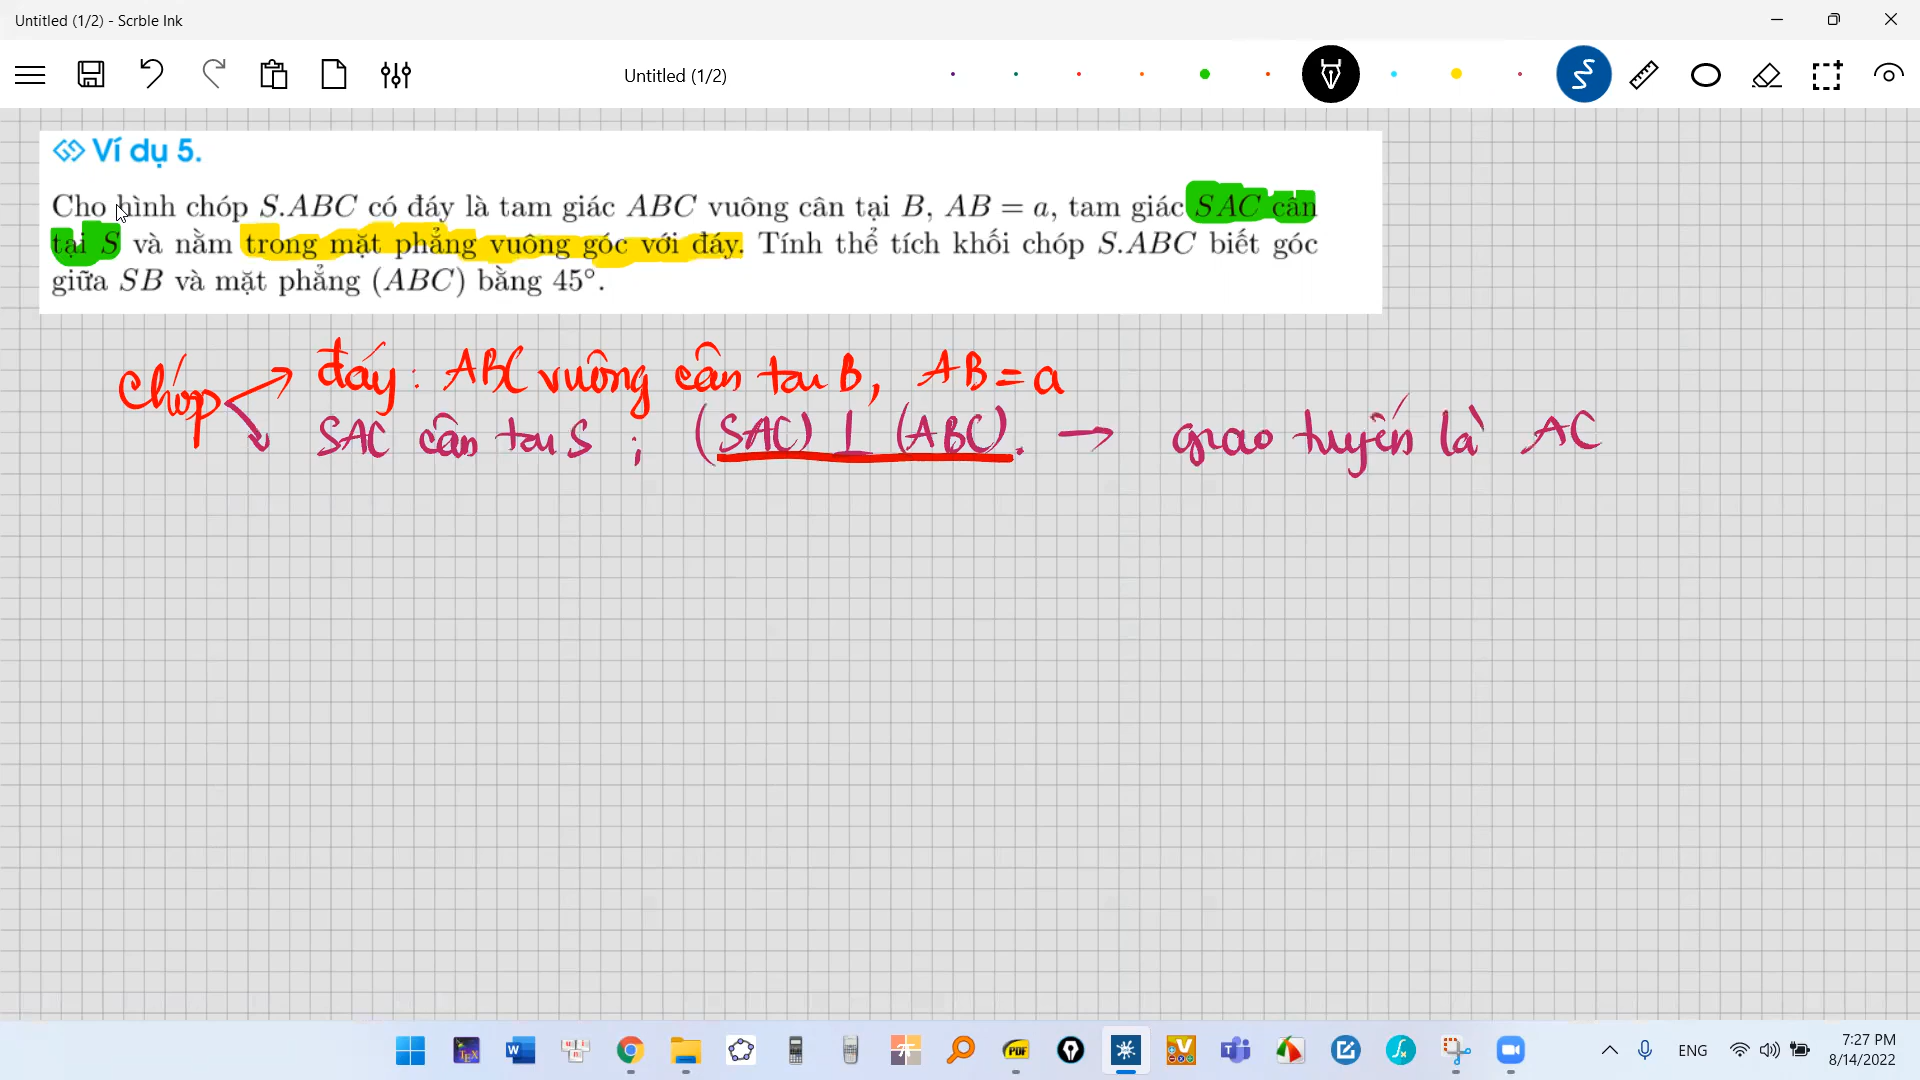 Untitled (1/2) - Scrble Ink
Untitled (1/2)
Ví dụ 5.
Cho hình chóp S.ABC có đáy là tam giác ABC vuông cân tại B, AB = a, tam giác SAC cân
tại S và nằm trong mặt phẳng vuông góc với đáy. Tính thể tích khối chóp S.ABC biết góc
giữa SB và mặt phẳng (ABC) bằng 45°.
Chóp → đáy: ABC vuông cân tại B, AB = a
SAC cân tại S ; (SAC) ⊥ (ABC). → giao tuyến là AC
ENG
7:27 PM
8/14/2022